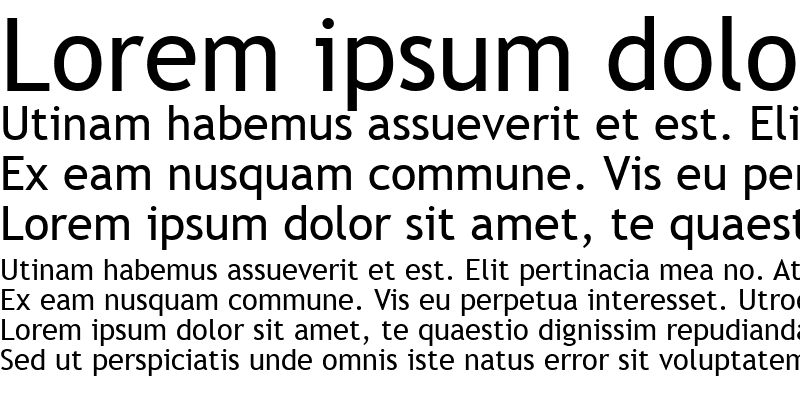 Lorem ipsum dolo
Utinam habemus assueverit et est. Eli
Ex eam nusquam commune. Vis eu per
Lorem ipsum dolor sit amet, te quaest
Utinam habemus assueverit et est. Elit pertinacia mea no. At
Ex eam nusquam commune. Vis eu perpetua interesset. Utroq
Lorem ipsum dolor sit amet, te quaestio dignissim repudianda
Sed ut perspiciatis unde omnis iste natus error sit voluptatem